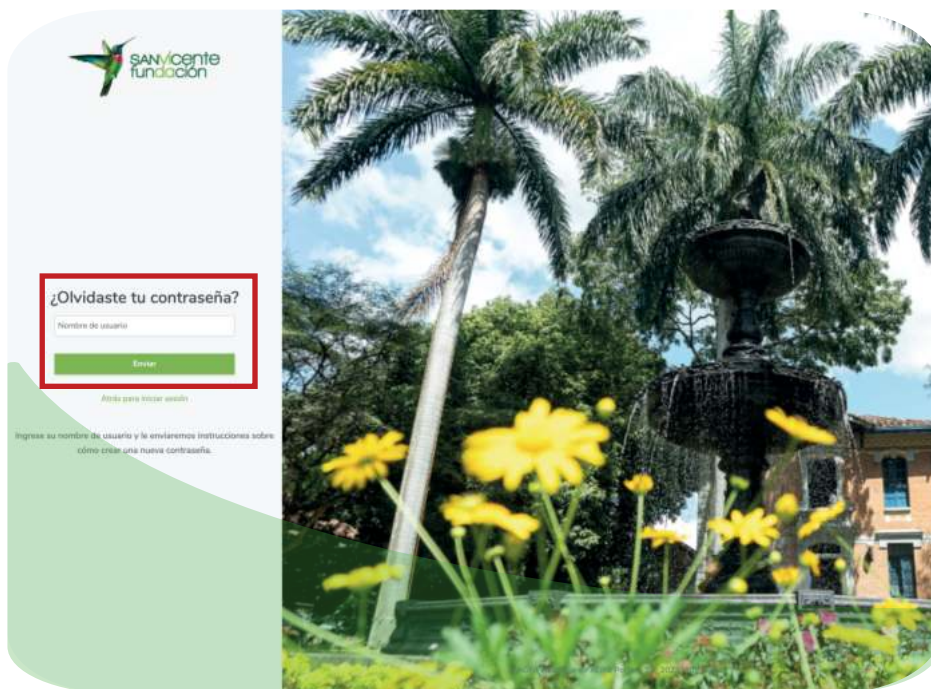 SANVICENTE
FUNDACIÓN
¿Olvidaste tu contraseña?
Nombre de usuario
Enviar
Atrás para iniciar sesión
Ingrese su nombre de usuario y le enviaremos instrucciones sobre
cómo crear una nueva contraseña.